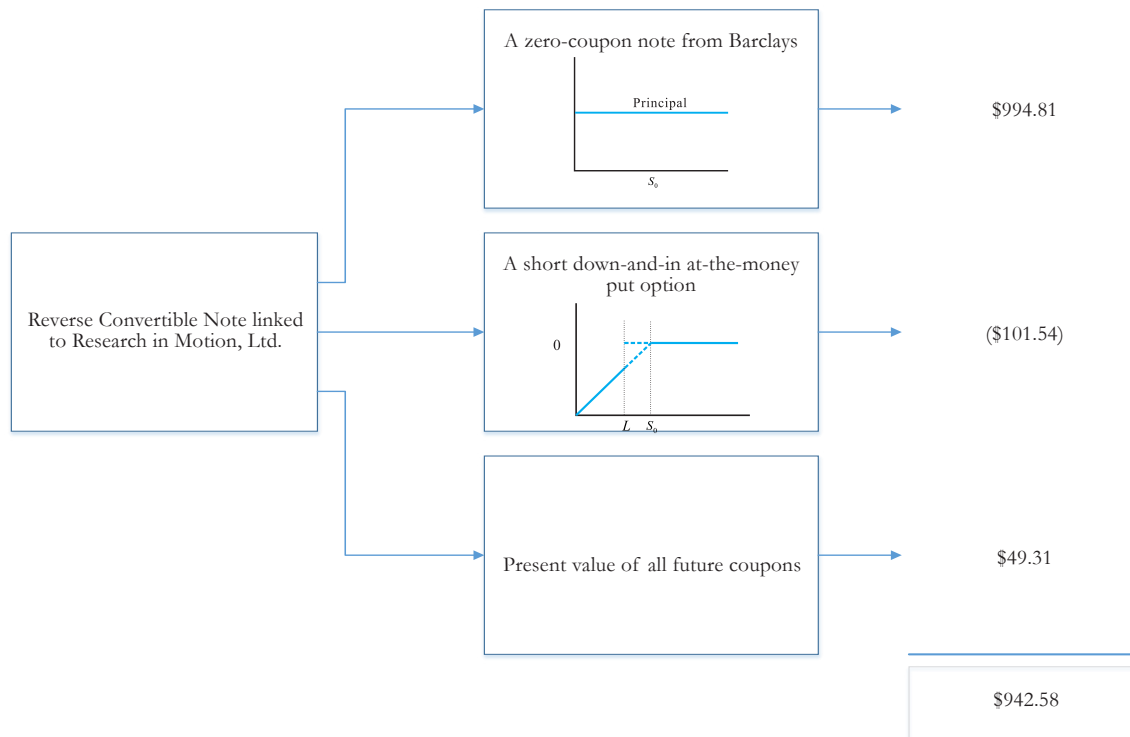 A zero-coupon note from Barclays
Principal
S₀
$994.81
Reverse Convertible Note linked
to Research in Motion, Ltd.
A short down-and-in at-the-money
put option
0
L S₀
($101.54)
Present value of all future coupons
$49.31
$942.58